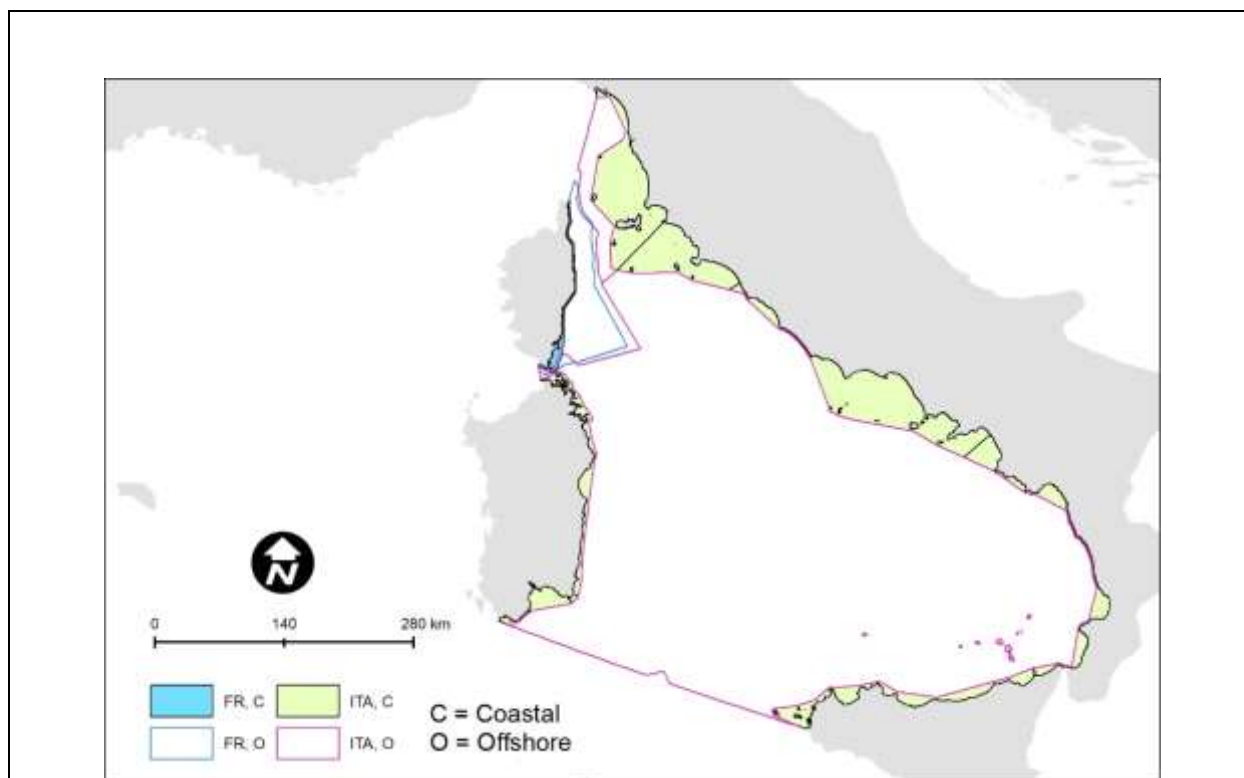 N
0 140 280 km
FR, C ITA, C
FR, O ITA, O
C = Coastal
O = Offshore